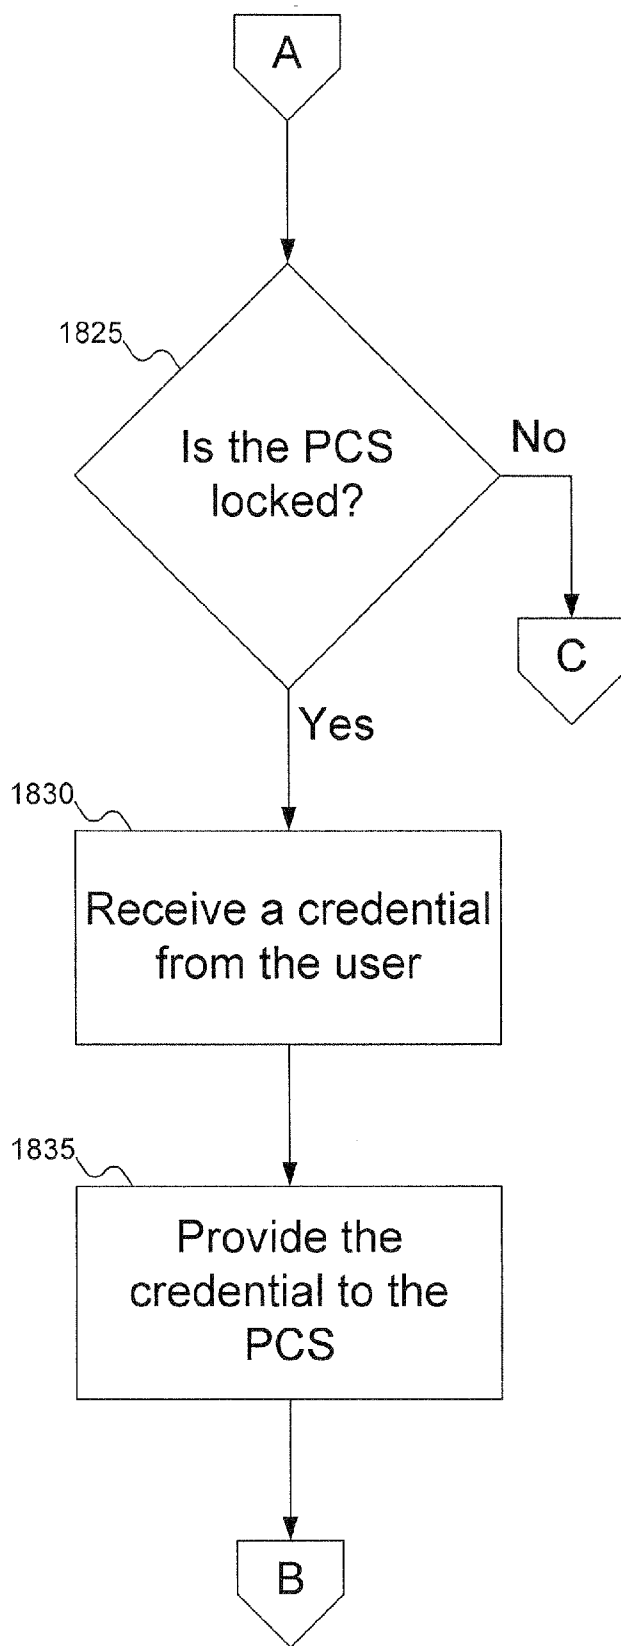 A
1825
Is the PCS
locked?
No
C
Yes
1830
Receive a credential
from the user
1835
Provide the
credential to the
PCS
B